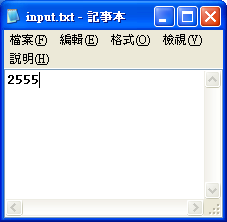 input.txt - 記事本
檔案(F) 編輯(E) 格式(O) 檢視(V)
說明(H)
2555